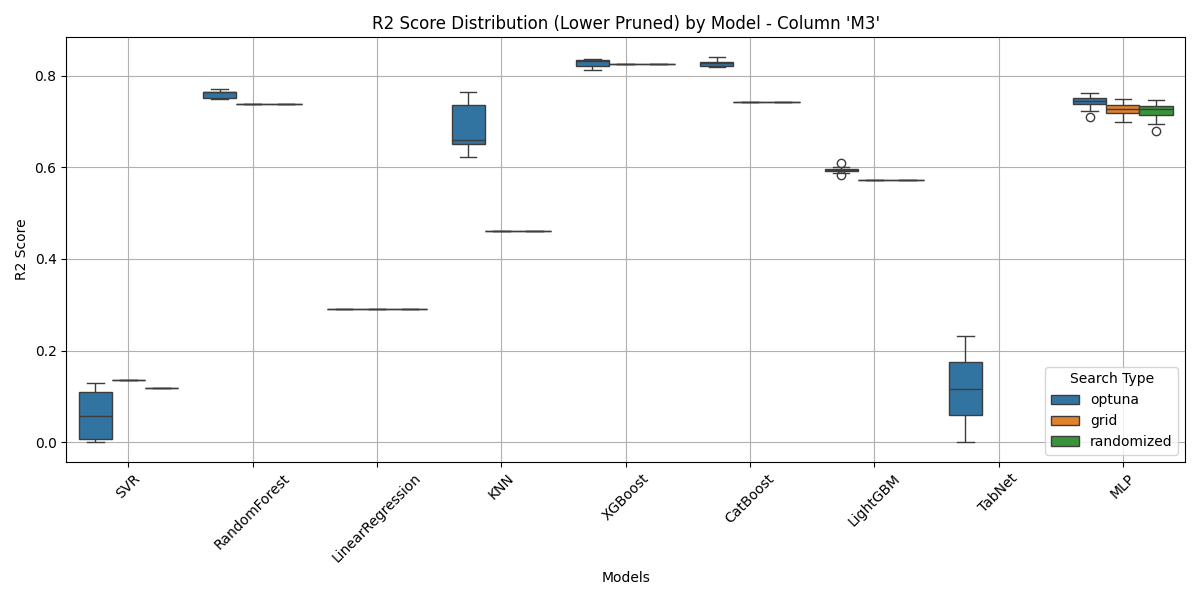 R2 Score Distribution (Lower Pruned) by Model - Column 'M3'
R2 Score
0.8
0.6
0.4
0.2
0.0
Search Type
optuna
grid
randomized
SVR
RandomForest
LinearRegression
KNN
XGBoost
CatBoost
LightGBM
TabNet
MLP
Models